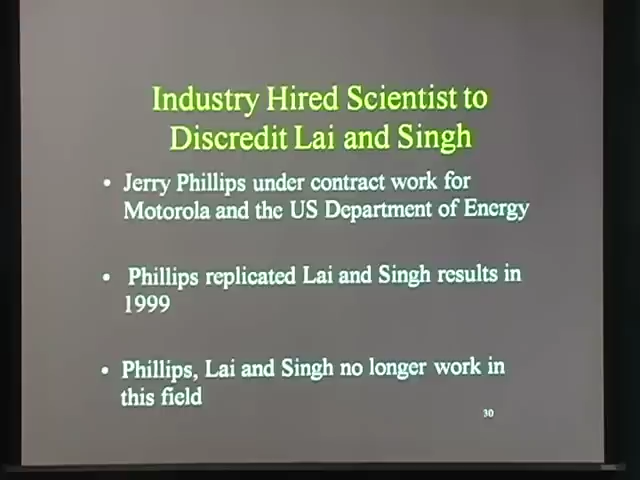 Industry Hired Scientist to
Discredit Lai and Singh
• Jerry Phillips under contract work for
Motorola and the US Department of Energy
• Phillips replicated Lai and Singh results in
1999
• Phillips, Lai and Singh no longer work in
this field
30